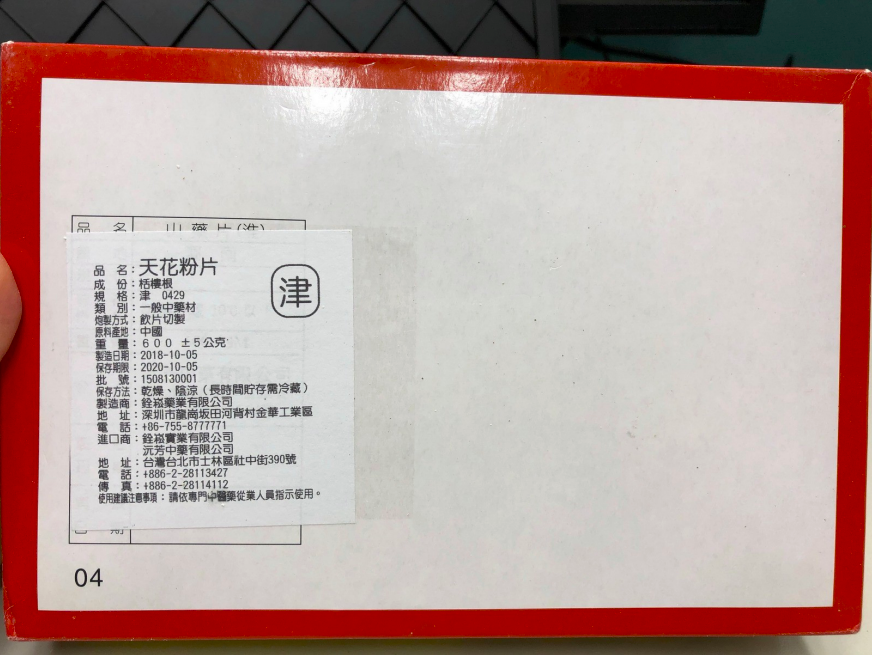 品 名 山藥片(淮)
品 名：天花粉片
津
成 份：栝樓根
規 格：津 0429
類 別：一般中藥材
炮製方式：飲片切製
原料產地：中國
重 量：600 ±5公克
製造日期：2018-10-05
保存期限：2020-10-05
批 號：1508130001
保存方法：乾燥、陰涼（長時間貯存需冷藏）
製造商：銓崧藥業有限公司
地 址：深圳市龍崗坂田河背村金華工業區
電 話：+86-755-8777771
進口商：銓崧實業有限公司
沅芳中藥有限公司
地 址：台灣台北市士林區社中街390號
電 話：+886-2-28113427
傳 真：+886-2-28114112
使用建議注意事項：請依專門中醫藥從業人員指示使用。
04